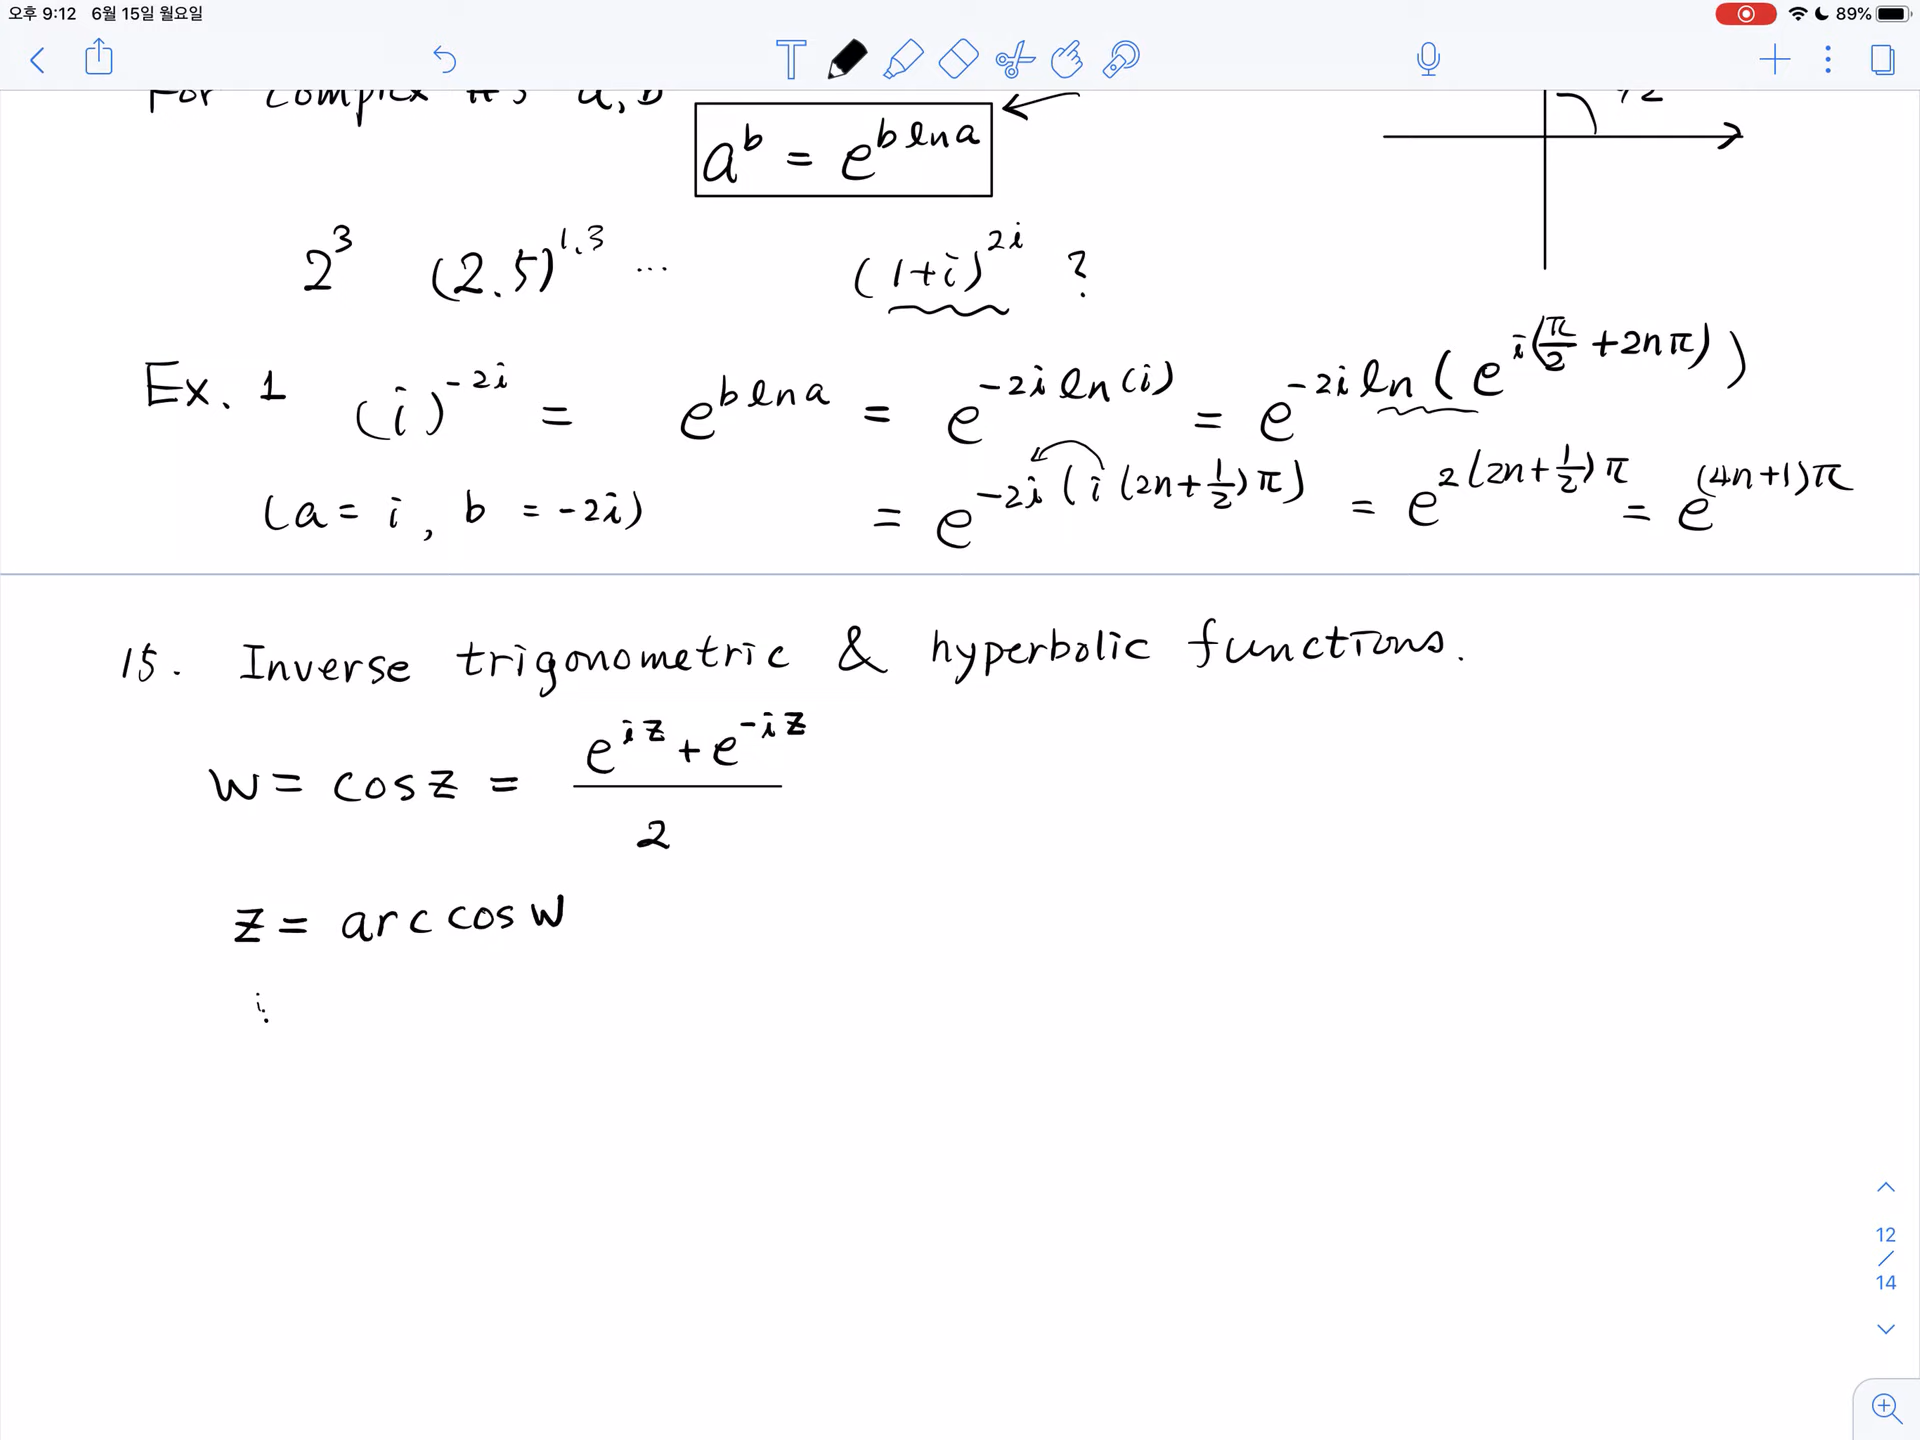 오후 9:12 6월 15일 월요일 89%
For complex #'s a, b
a^b = e^{b ln a}
π/2
2^3 (2.5)^{1.3} ... (1+i)^{2i} ?
Ex. 1 (i)^{-2i} = e^{b ln a} = e^{-2i ln(i)} = e^{-2i ln(e^{i(π/2 + 2nπ)})}
(a = i, b = -2i) = e^{-2i(i(2n+1/2)π)} = e^{2(2n+1/2)π} = e^{(4n+1)π}
15. Inverse trigonometric & hyperbolic functions.
w = cos z = (e^{iz} + e^{-iz})/2
z = arc cos w
12
/
14